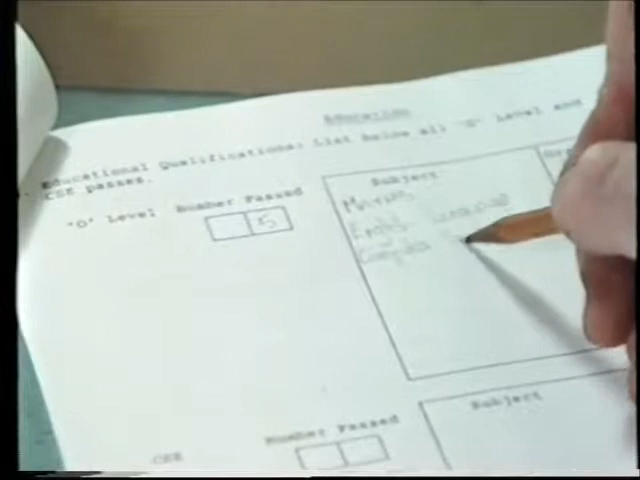 Education
Educational Qualifications: List below all 'O' Level and
CSE passes.
'O' Level
Number Passed
5
Subject
Maths
English
CSE
Number Passed
Subject